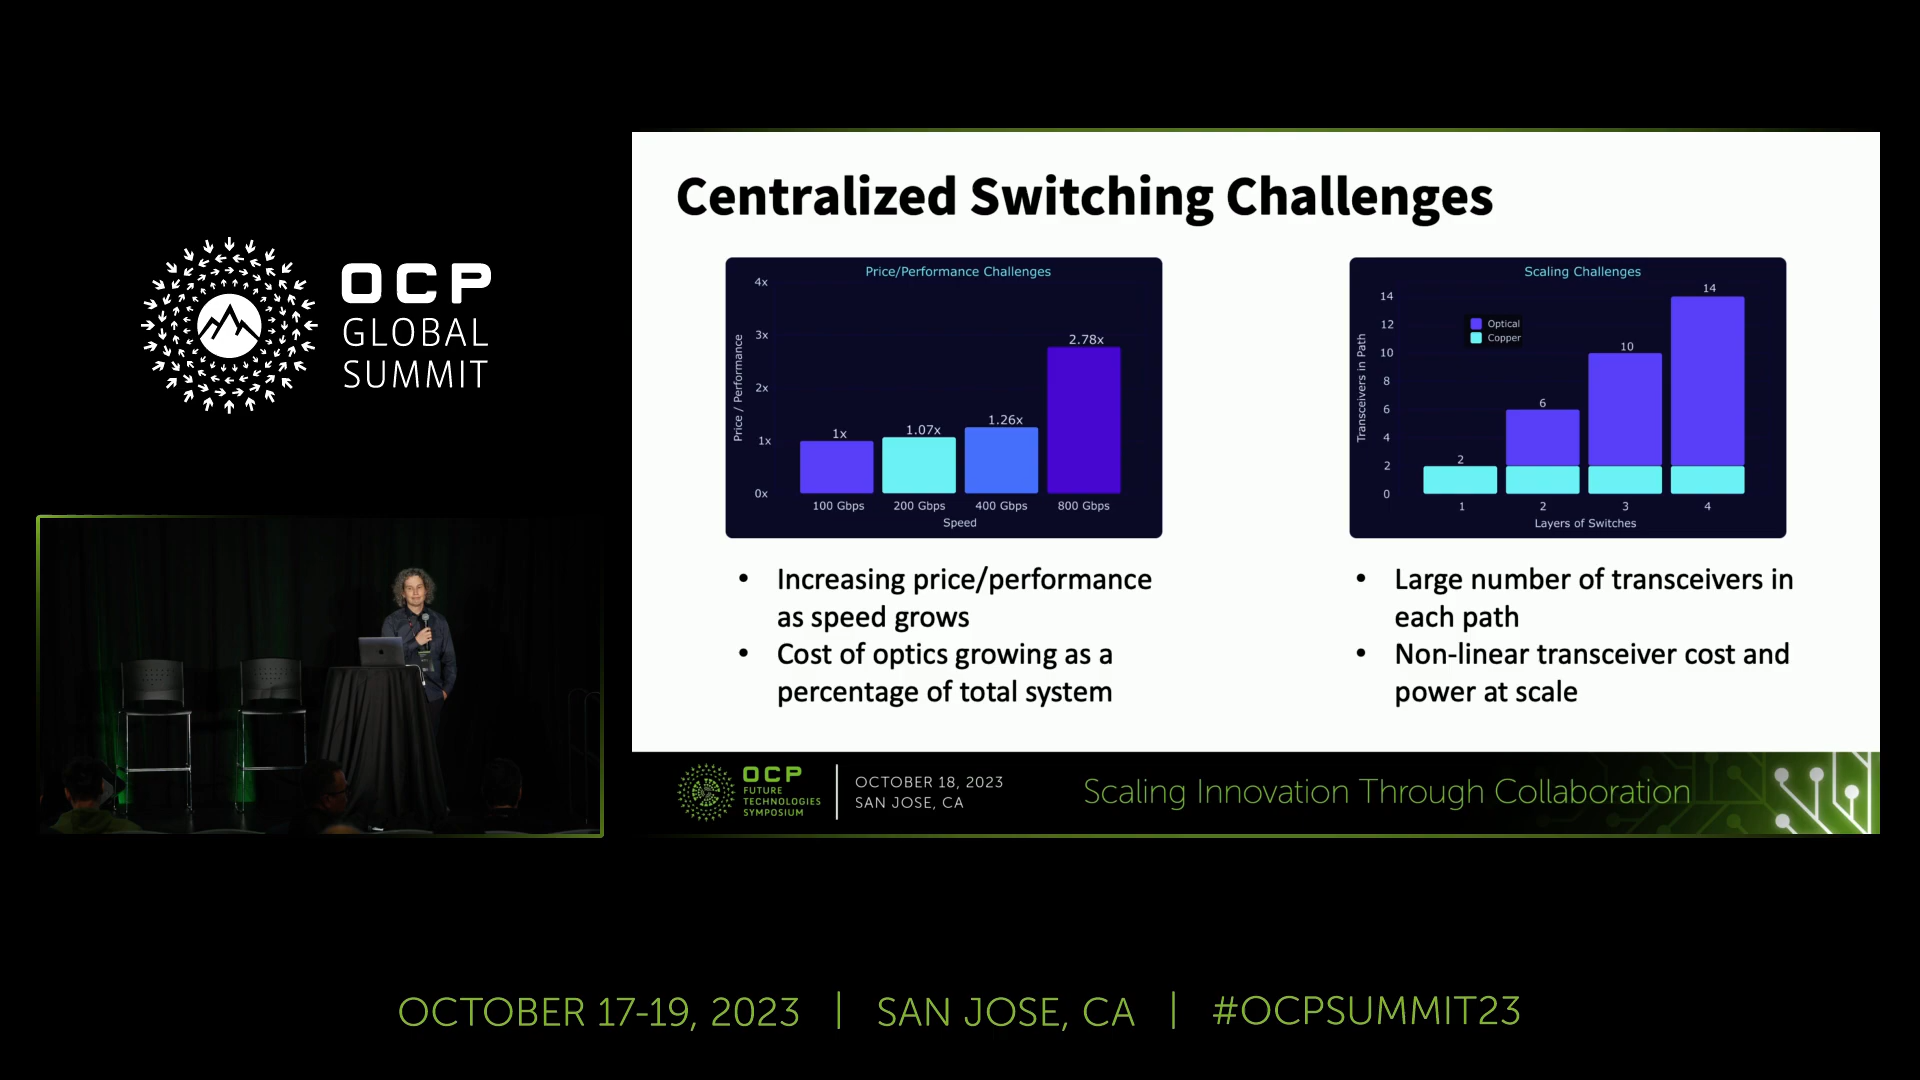 OCP
GLOBAL
SUMMIT
Centralized Switching Challenges
Price/Performance Challenges
4x
3x
2x
1x
0x
Price / Performance
1x
1.07x
1.26x
2.78x
100 Gbps
200 Gbps
400 Gbps
800 Gbps
Speed
Scaling Challenges
14
12
10
8
6
4
2
0
Transceivers in Path
Optical
Copper
2
6
10
14
1
2
3
4
Layers of Switches
• Increasing price/performance
as speed grows
• Cost of optics growing as a
percentage of total system
• Large number of transceivers in
each path
• Non-linear transceiver cost and
power at scale
OCP
FUTURE
TECHNOLOGIES
SYMPOSIUM
OCTOBER 18, 2023
SAN JOSE, CA
Scaling Innovation Through Collaboration
OCTOBER 17-19, 2023 | SAN JOSE, CA | #OCPSUMMIT23